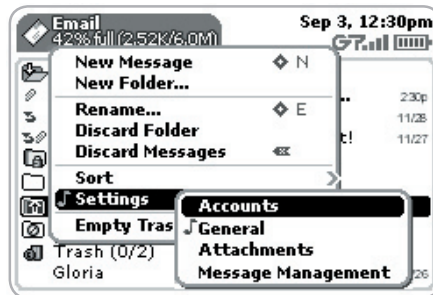 Email
Sep 3, 12:30pm
42% full (2.52K/6.0M)
G
New Message N
New Folder...
230p
Rename... E
11/28
Discard Folder
t! 11/27
Discard Messages
Sort
Settings
Accounts
Empty Tras
General
Trash (0/2)
Attachments
Gloria
Message Management
/26